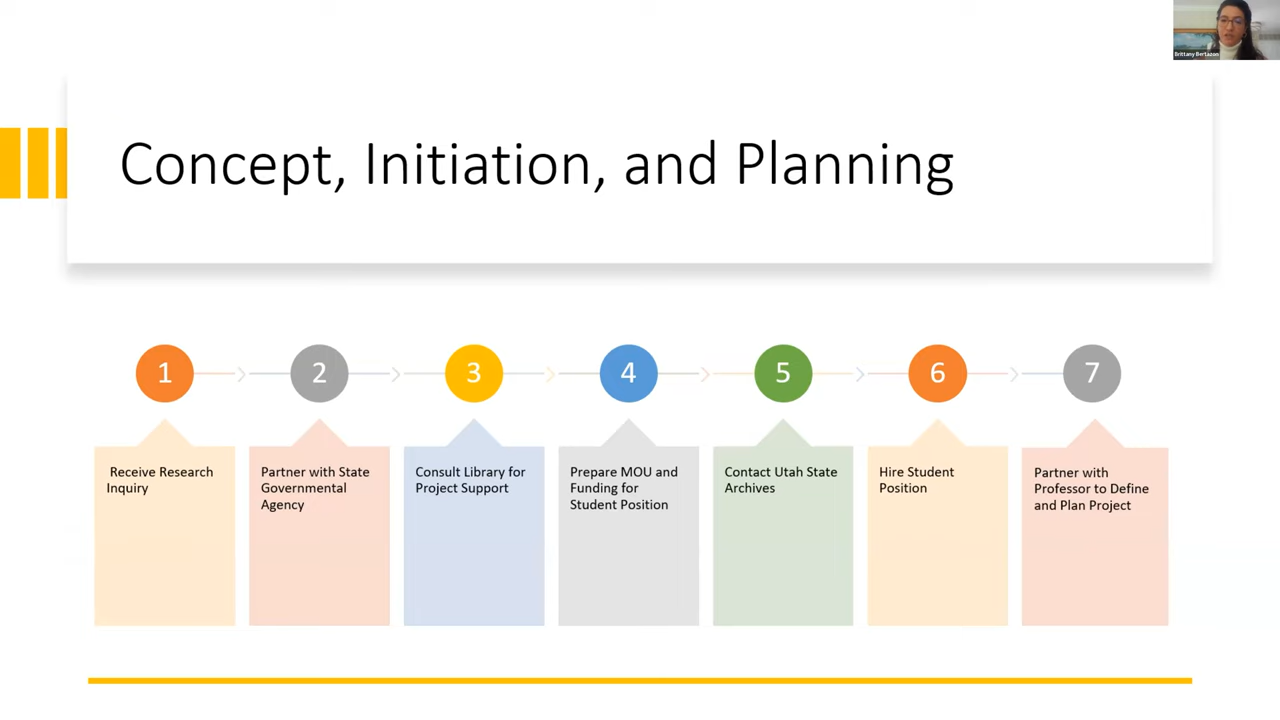 Brittany Bertazon
Concept, Initiation, and Planning
1
2
3
4
5
6
7
Receive Research
Inquiry
Partner with State
Governmental
Agency
Consult Library for
Project Support
Prepare MOU and
Funding for
Student Position
Contact Utah State
Archives
Hire Student
Position
Partner with
Professor to Define
and Plan Project